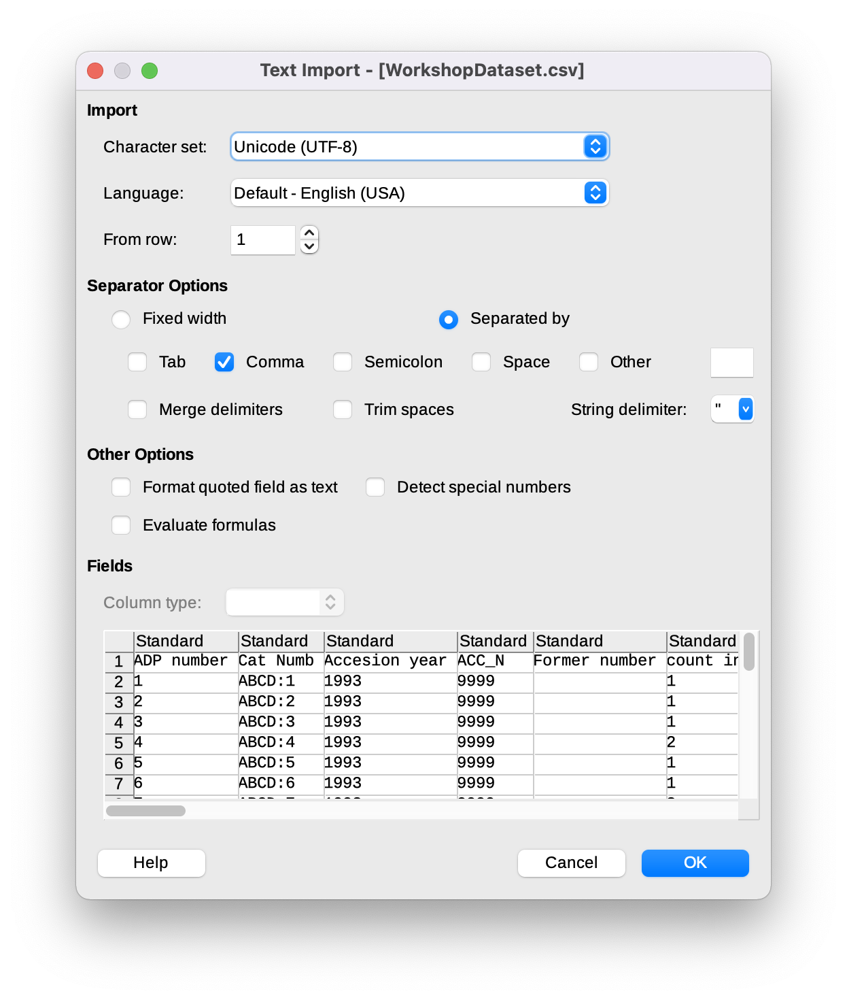 Text Import - [WorkshopDataset.csv]
Import
Character set: Unicode (UTF-8)
Language: Default - English (USA)
From row: 1
Separator Options
Fixed width Separated by
Tab Comma Semicolon Space Other
Merge delimiters Trim spaces String delimiter: "
Other Options
Format quoted field as text Detect special numbers
Evaluate formulas
Fields
Column type:
Standard Standard Standard Standard Standard Standard
1 ADP number Cat Numb Accesion year ACC_N Former number count
2 1 ABCD:1 1993 9999 1
3 2 ABCD:2 1993 9999 1
4 3 ABCD:3 1993 9999 1
5 4 ABCD:4 1993 9999 2
6 5 ABCD:5 1993 9999 1
7 6 ABCD:6 1993 9999 1
Help Cancel OK